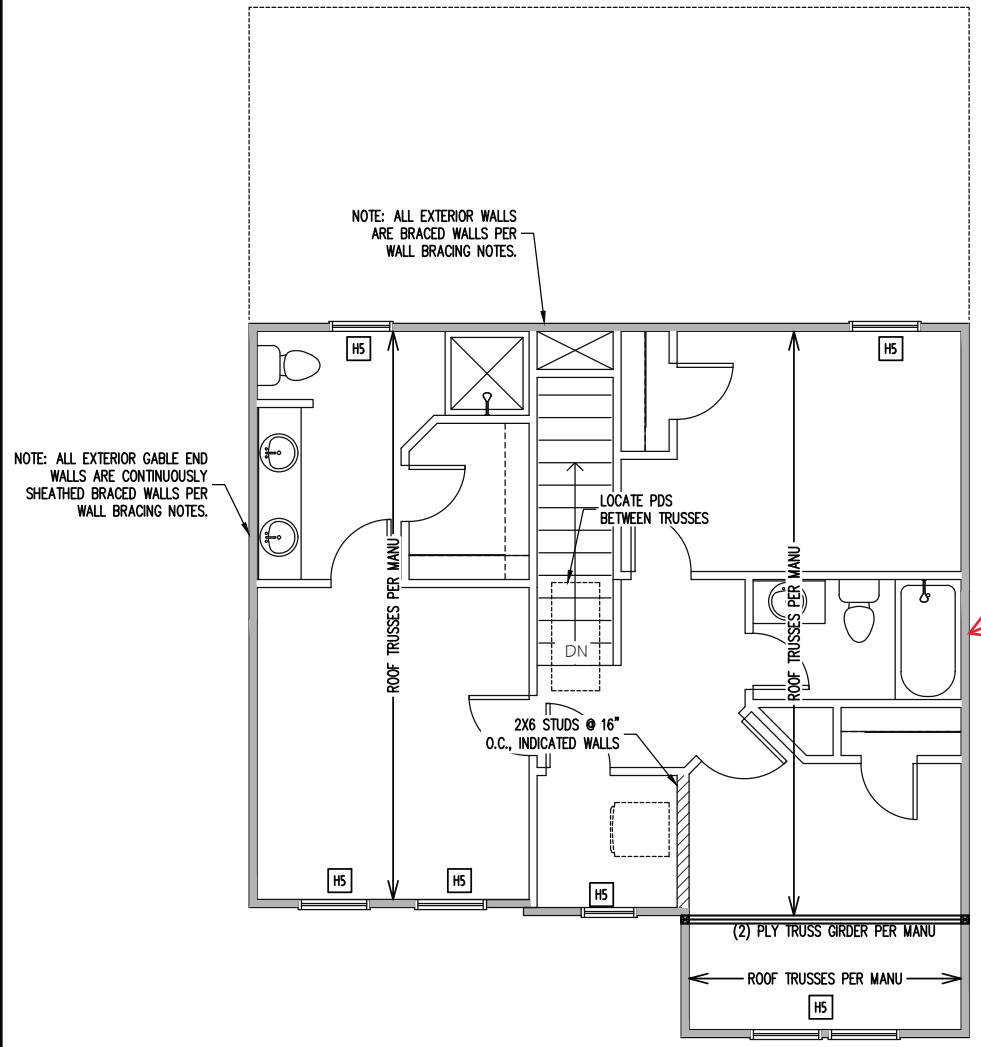 NOTE: ALL EXTERIOR WALLS
ARE BRACED WALLS PER
WALL BRACING NOTES.
H5
H5
NOTE: ALL EXTERIOR GABLE END
WALLS ARE CONTINUOUSLY
SHEATHED BRACED WALLS PER
WALL BRACING NOTES.
LOCATE PDS
BETWEEN TRUSSES
ROOF TRUSSES PER MANU
ROOF TRUSSES PER MANU
DN
2X6 STUDS @ 16"
O.C., INDICATED WALLS
H5
H5
H5
(2) PLY TRUSS GIRDER PER MANU
ROOF TRUSSES PER MANU
H5